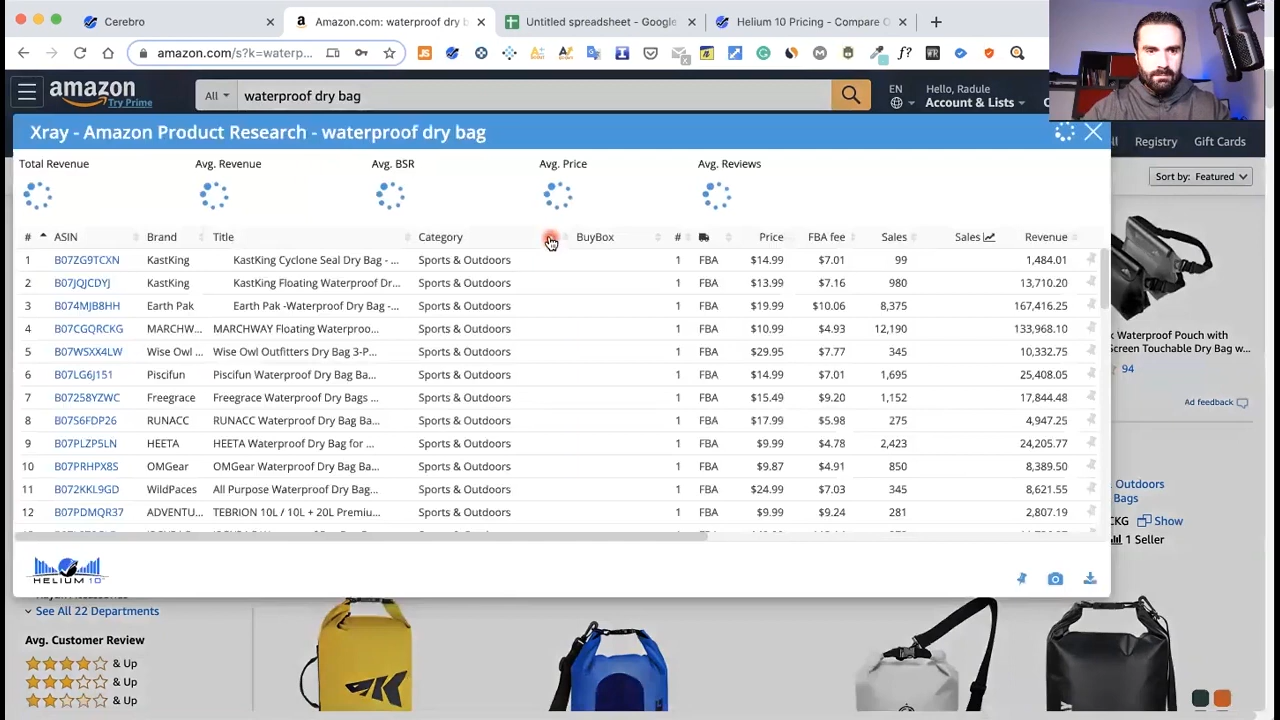 Cerebro
Amazon.com: waterproof dry b
Untitled spreadsheet - Google
Helium 10 Pricing - Compare
amazon.com/s?k=waterp...
amazon
Try Prime
All
waterproof dry bag
EN
Hello, Radule
Account & Lists
Registry
Gift Cards
Sort by: Featured
Xray - Amazon Product Research - waterproof dry bag
Total Revenue Avg. Revenue Avg. BSR Avg. Price Avg. Reviews
# ASIN Brand Title Category BuyBox # Price FBA fee Sales Sales Revenue
1 B07ZG9TCXN KastKing KastKing Cyclone Seal Dry Bag - ... Sports & Outdoors 1 FBA $14.99 $7.01 99 1,484.01
2 B07JQJCDYJ KastKing KastKing Floating Waterproof Dr... Sports & Outdoors 1 FBA $13.99 $7.16 980 13,710.20
3 B074MJB8HH Earth Pak Earth Pak -Waterproof Dry Bag -... Sports & Outdoors 1 FBA $19.99 $10.06 8,375 167,416.25
4 B07CGQRCKG MARCHW... MARCHWAY Floating Waterproo... Sports & Outdoors 1 FBA $10.99 $4.93 12,190 133,968.10
5 B07WSXX4LW Wise Owl ... Wise Owl Outfitters Dry Bag 3-P... Sports & Outdoors 1 FBA $29.95 $7.77 345 10,332.75
6 B07LG6J151 Piscifun Piscifun Waterproof Dry Bag Ba... Sports & Outdoors 1 FBA $14.99 $7.01 1,695 25,408.05
7 B07258YZWC Freegrace Freegrace Waterproof Dry Bags ... Sports & Outdoors 1 FBA $15.49 $9.20 1,152 17,844.48
8 B07S6FDP26 RUNACC RUNACC Waterproof Dry Bag Ba... Sports & Outdoors 1 FBA $17.99 $5.98 275 4,947.25
9 B07PLZP5LN HEETA HEETA Waterproof Dry Bag for ... Sports & Outdoors 1 FBA $9.99 $4.78 2,423 24,205.77
10 B07PRHPX8S OMGear OMGear Waterproof Dry Bag Ba... Sports & Outdoors 1 FBA $9.87 $4.91 850 8,389.50
11 B072KKL9GD WildPaces All Purpose Waterproof Dry Bag... Sports & Outdoors 1 FBA $24.99 $7.03 345 8,621.55
12 B07PDMQR37 ADVENTU... TEBRION 10L / 10L + 20L Premiu... Sports & Outdoors 1 FBA $9.99 $9.24 281 2,807.19
HELIUM 10
x Waterproof Pouch with
Screen Touchable Dry Bag w...
94
Ad feedback
Outdoors
Bags
CKG Show
1 Seller
See All 22 Departments
Avg. Customer Review
& Up
& Up
& Up